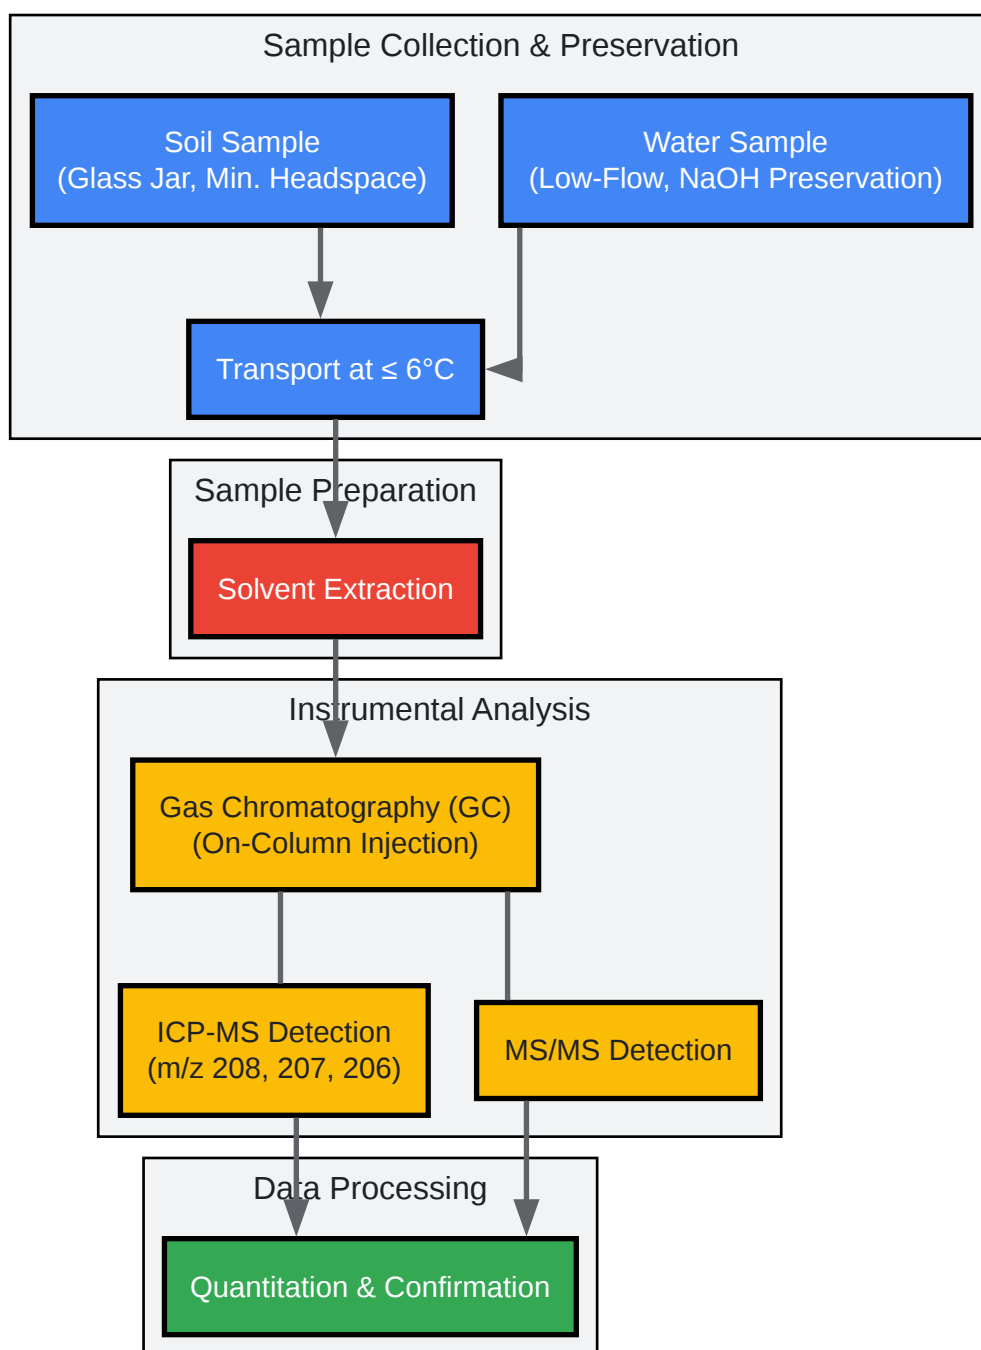 Sample Collection & Preservation
Soil Sample
(Glass Jar, Min. Headspace)
Water Sample
(Low-Flow, NaOH Preservation)
Transport at ≤ 6°C
Sample Preparation
Solvent Extraction
Instrumental Analysis
Gas Chromatography (GC)
(On-Column Injection)
ICP-MS Detection
(m/z 208, 207, 206)
MS/MS Detection
Data Processing
Quantitation & Confirmation